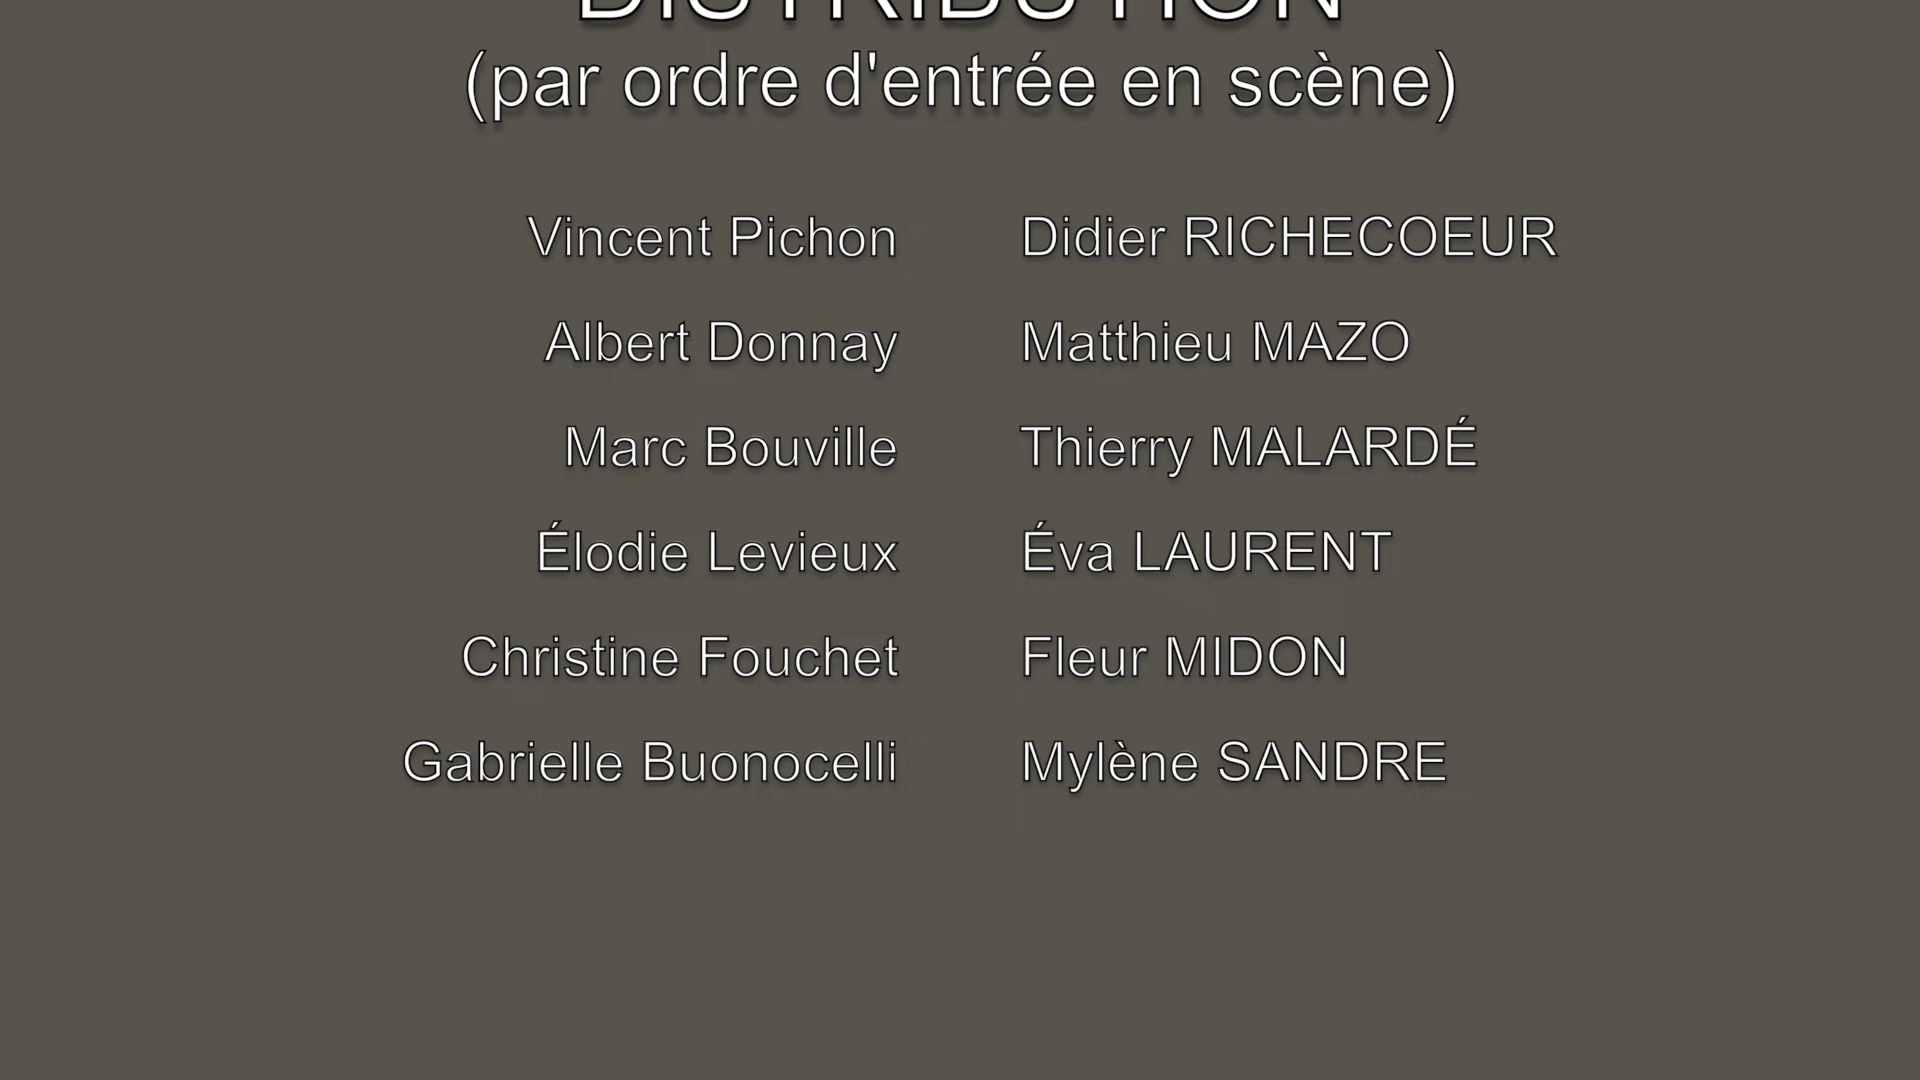 DISTRIBUTION
(par ordre d'entrée en scène)
Vincent Pichon Didier RICHECOEUR
Albert Donnay Matthieu MAZO
Marc Bouville Thierry MALARDÉ
Élodie Levieux Éva LAURENT
Christine Fouchet Fleur MIDON
Gabrielle Buonocelli Mylène SANDRE